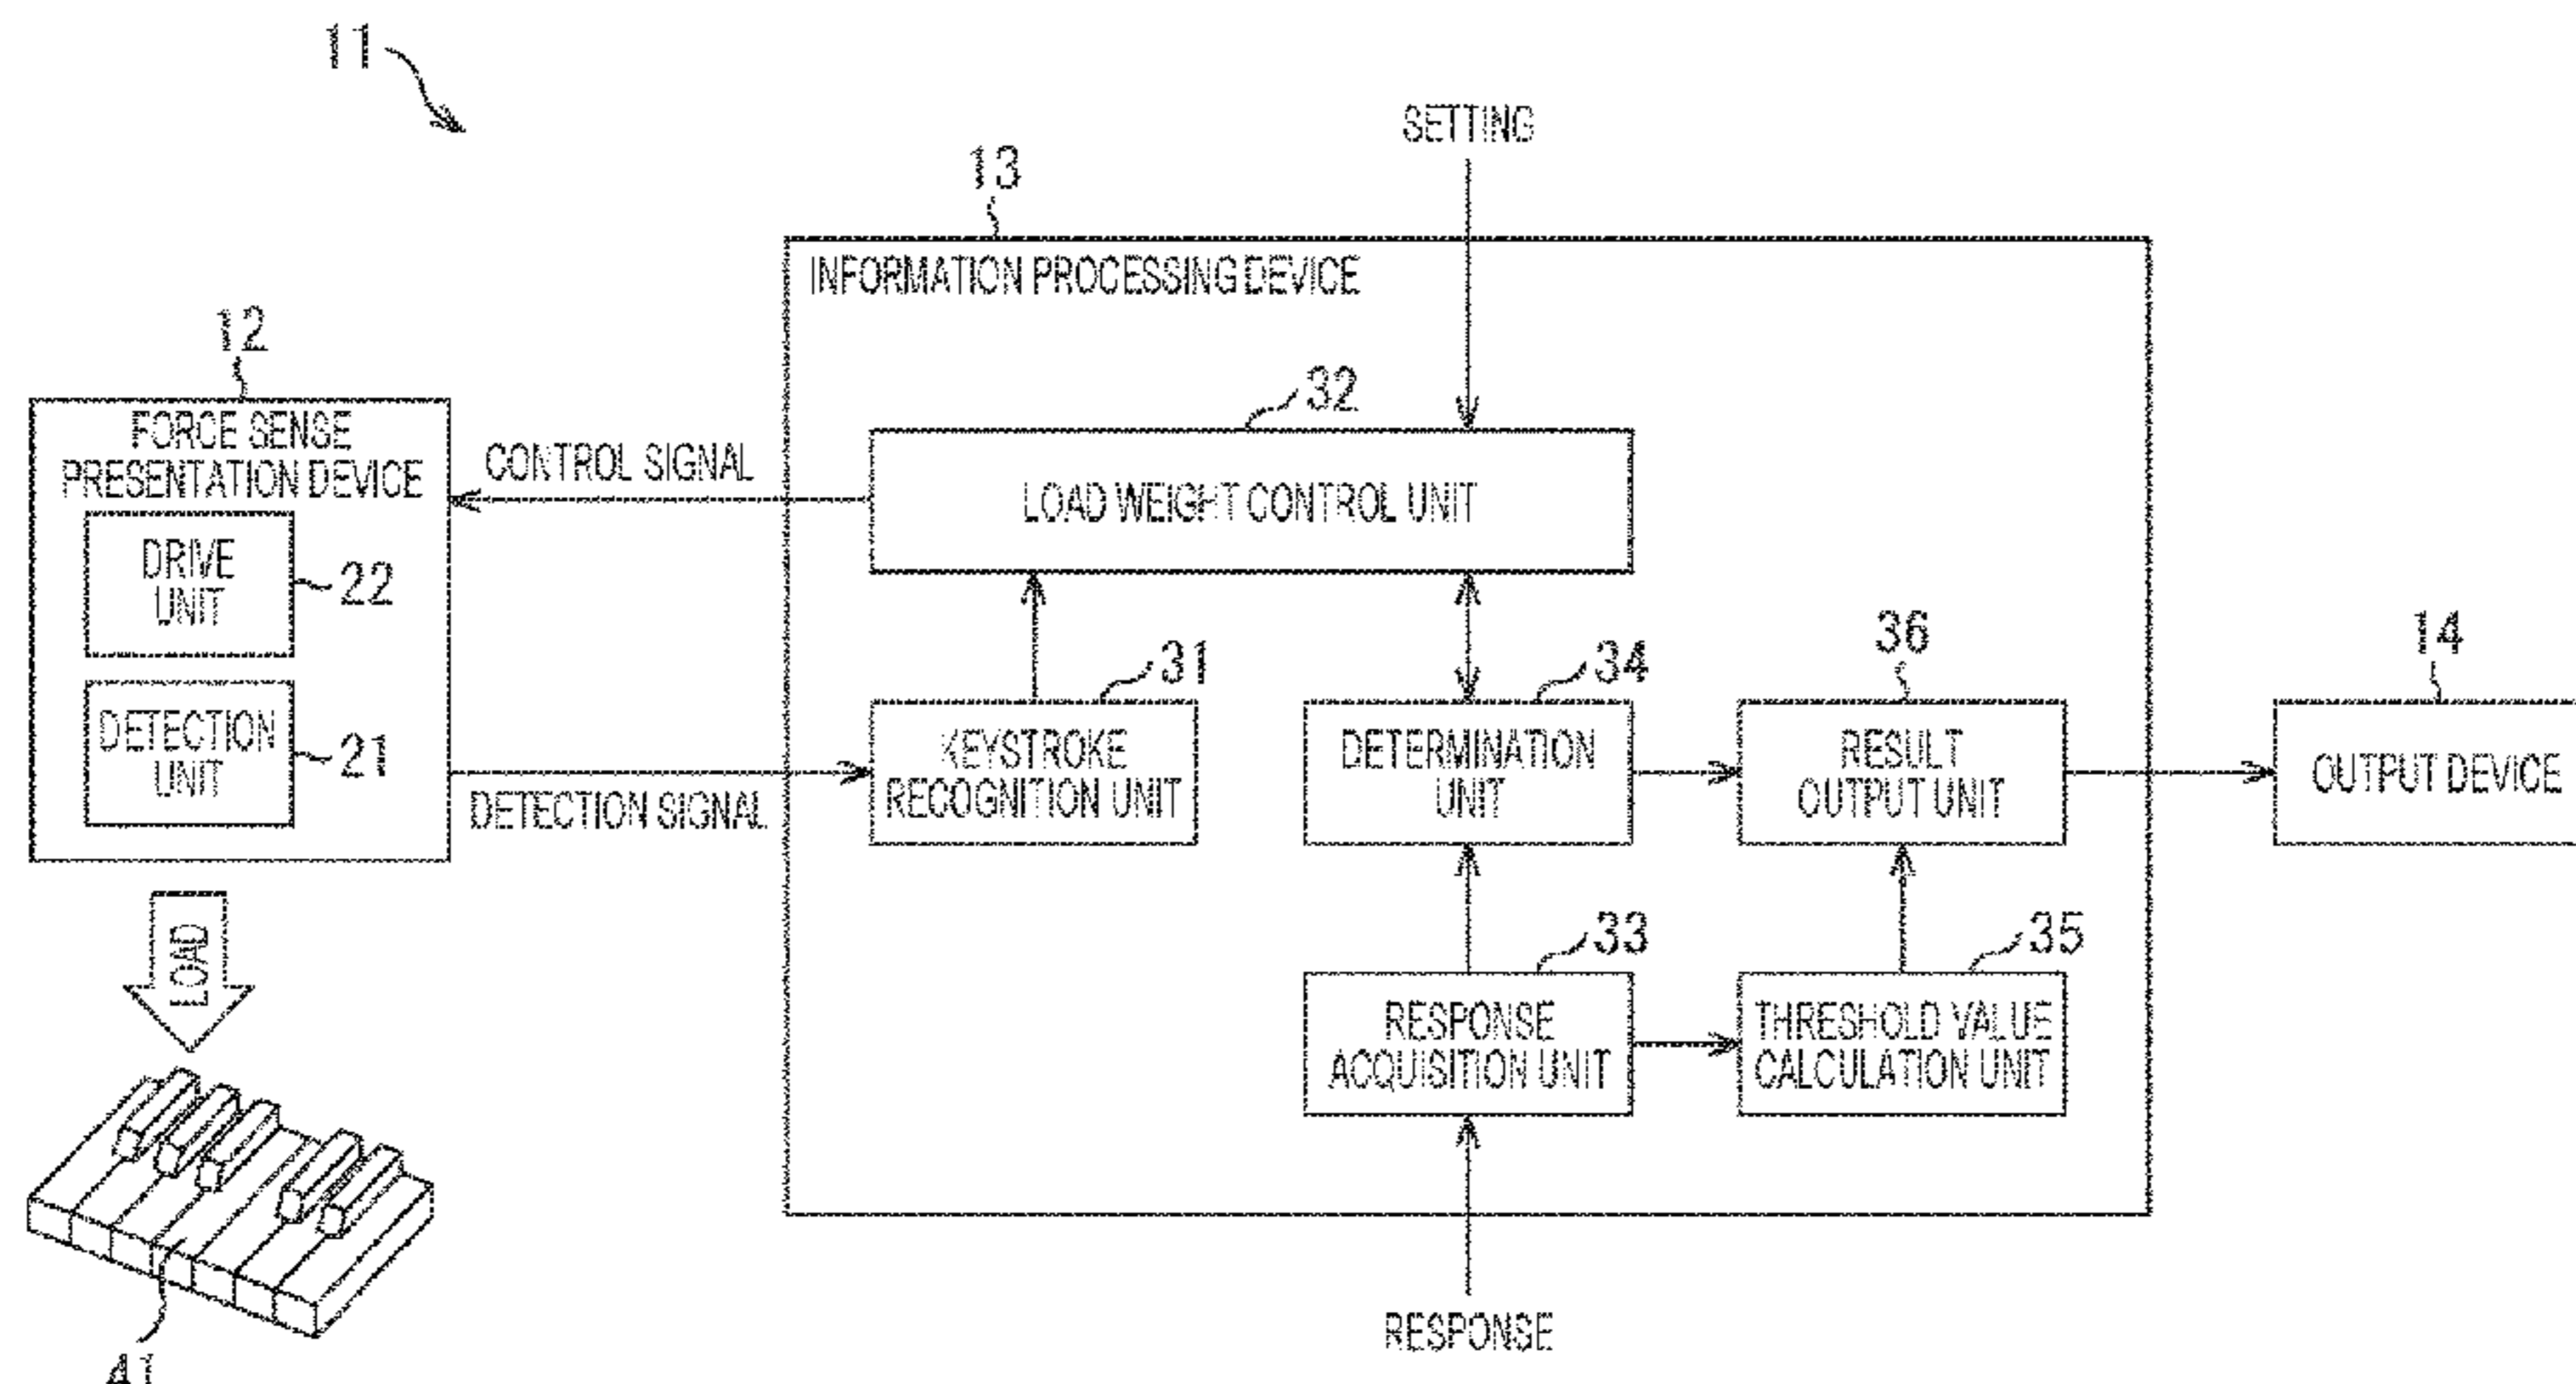 11
SETTING
13
INFORMATION PROCESSING DEVICE
12
FORCE SENSE
PRESENTATION DEVICE
CONTROL SIGNAL
32
LOAD WEIGHT CONTROL UNIT
DRIVE
UNIT
22
31
34
36
14
DETECTION
UNIT
21
DETECTION SIGNAL
KEYSTROKE
RECOGNITION UNIT
DETERMINATION
UNIT
RESULT
OUTPUT UNIT
OUTPUT DEVICE
LOAD
33
35
RESPONSE
ACQUISITION UNIT
THRESHOLD VALUE
CALCULATION UNIT
RESPONSE
41